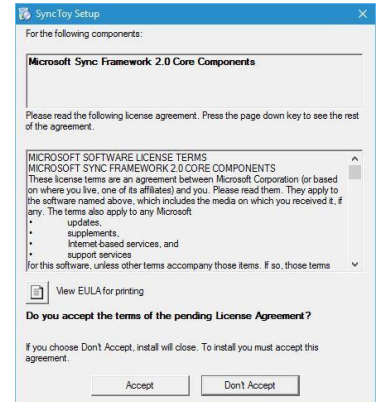 SyncToy Setup
For the following components:
Microsoft Sync Framework 2.0 Core Components
Please read the following license agreement. Press the page down key to see the rest
of the agreement.
MICROSOFT SOFTWARE LICENSE TERMS
MICROSOFT SYNC FRAMEWORK 2.0 CORE COMPONENTS
These license terms are an agreement between Microsoft Corporation (or based
on where you live, one of its affiliates) and you. Please read them. They apply to
the software named above, which includes the media on which you received it, if
any. The terms also apply to any Microsoft
• updates,
• supplements,
• Internet-based services, and
• support services
for this software, unless other terms accompany those items. If so, those terms
View EULA for printing
Do you accept the terms of the pending License Agreement?
If you choose Don't Accept, install will close. To install you must accept this
agreement.
Accept Don't Accept